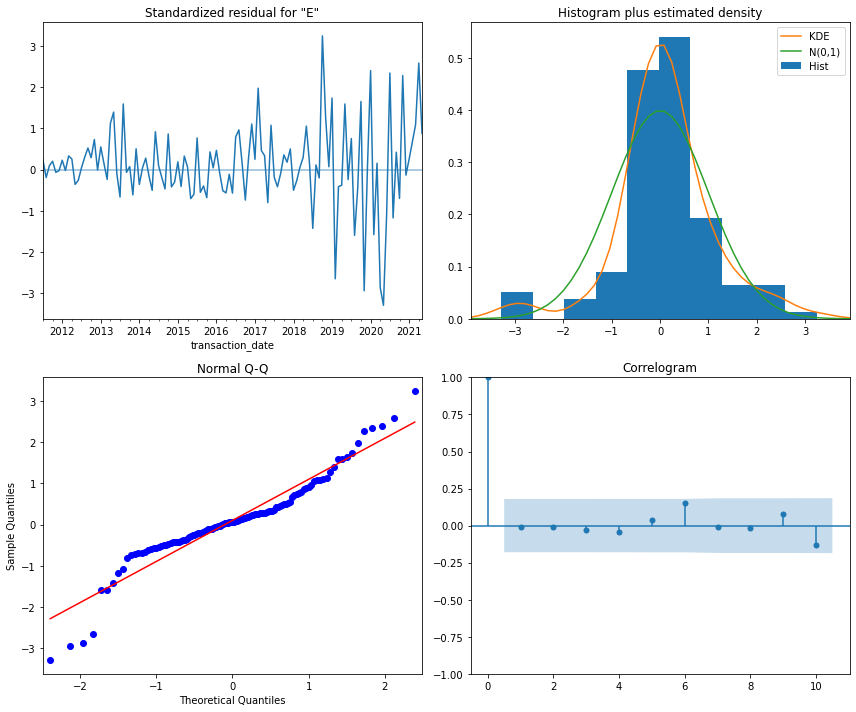 Standardized residual for "E"
3
2
1
0
−1
−2
−3
2012 2013 2014 2015 2016 2017 2018 2019 2020 2021
transaction_date
Histogram plus estimated density
KDE
N(0,1)
Hist
0.5
0.4
0.3
0.2
0.1
0.0
−3 −2 −1 0 1 2 3
Normal Q-Q
Sample Quantiles
3
2
1
0
−1
−2
−3
−2 −1 0 1 2
Theoretical Quantiles
Correlogram
1.00
0.75
0.50
0.25
0.00
−0.25
−0.50
−0.75
−1.00
0 2 4 6 8 10